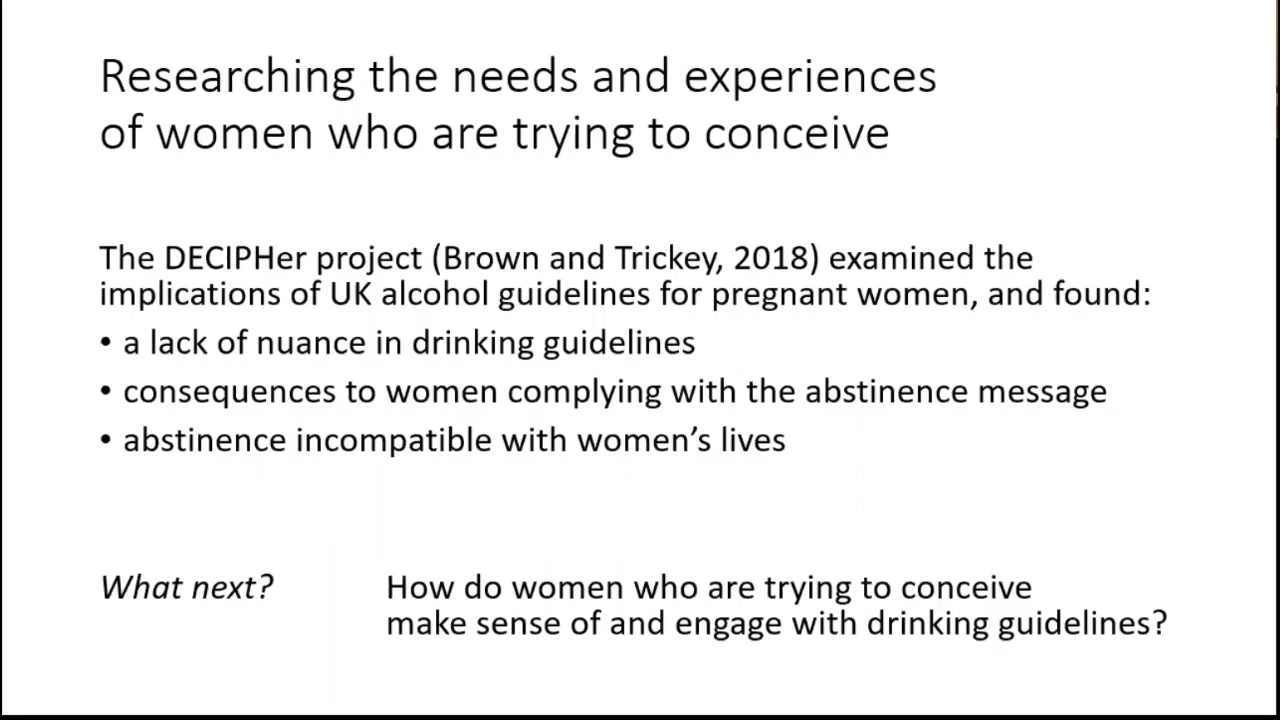 Researching the needs and experiences
of women who are trying to conceive
The DECIPHer project (Brown and Trickey, 2018) examined the
implications of UK alcohol guidelines for pregnant women, and found:
• a lack of nuance in drinking guidelines
• consequences to women complying with the abstinence message
• abstinence incompatible with women’s lives
What next? How do women who are trying to conceive
make sense of and engage with drinking guidelines?